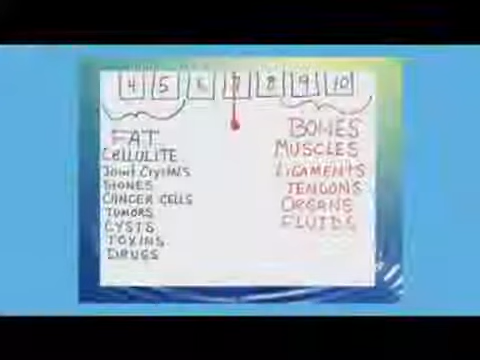 4 5 6 7 8 9 10
FAT
CELLULITE
Joint Crystals
STONES
CANCER CELLS
TUMORS
CYSTS
TOXINS
DRUGS
BONES
MUSCLES
LIGAMENTS
TENDONS
ORGANS
FLUIDS